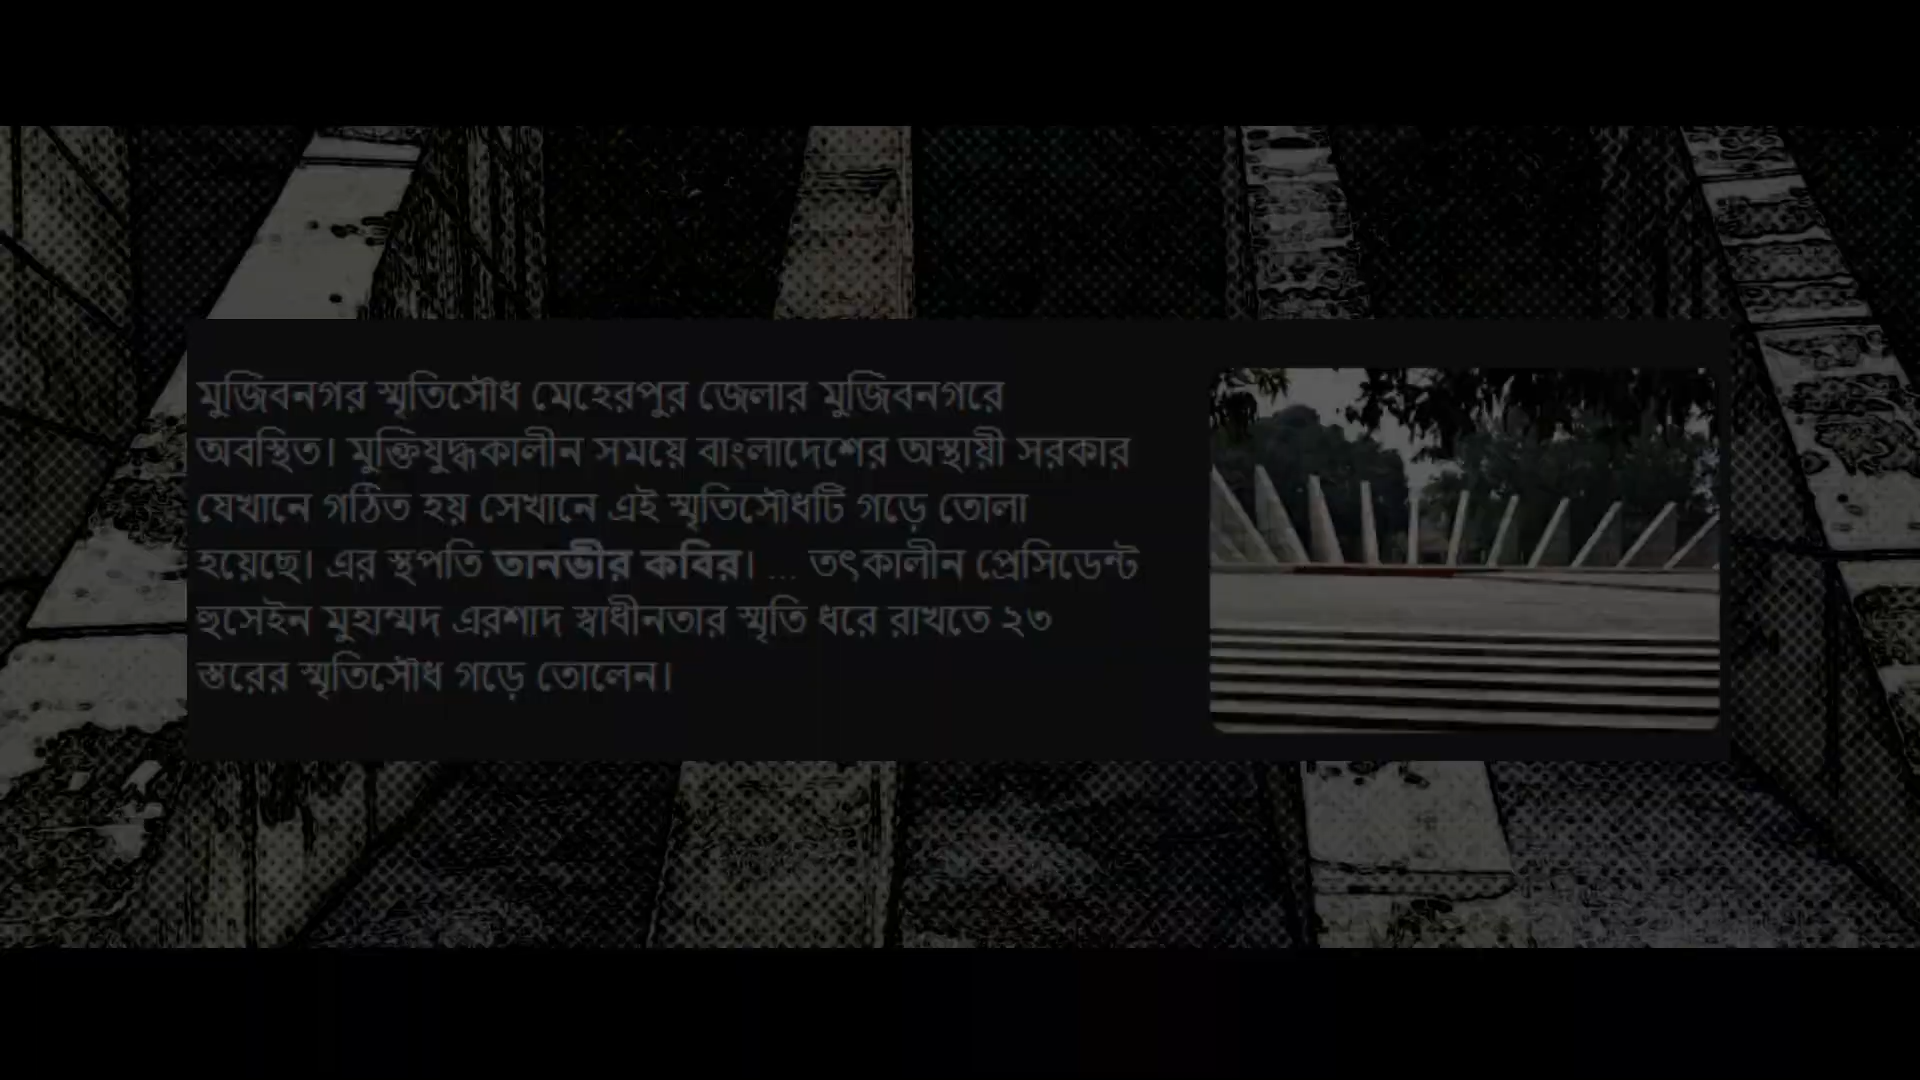 মুজিবনগর স্মৃতিসৌধ মেহেরপুর জেলার মুজিবনগরে
অবস্থিত। মুক্তিযুদ্ধকালীন সময়ে বাংলাদেশের অস্থায়ী সরকার
যেখানে গঠিত হয় সেখানে এই স্মৃতিসৌধটি গড়ে তোলা
হয়েছে। এর স্থপতি তানভীর কবির। ... তৎকালীন প্রেসিডেন্ট
হুসেইন মুহাম্মদ এরশাদ স্বাধীনতার স্মৃতি ধরে রাখতে ২৩
স্তরের স্মৃতিসৌধ গড়ে তোলেন।